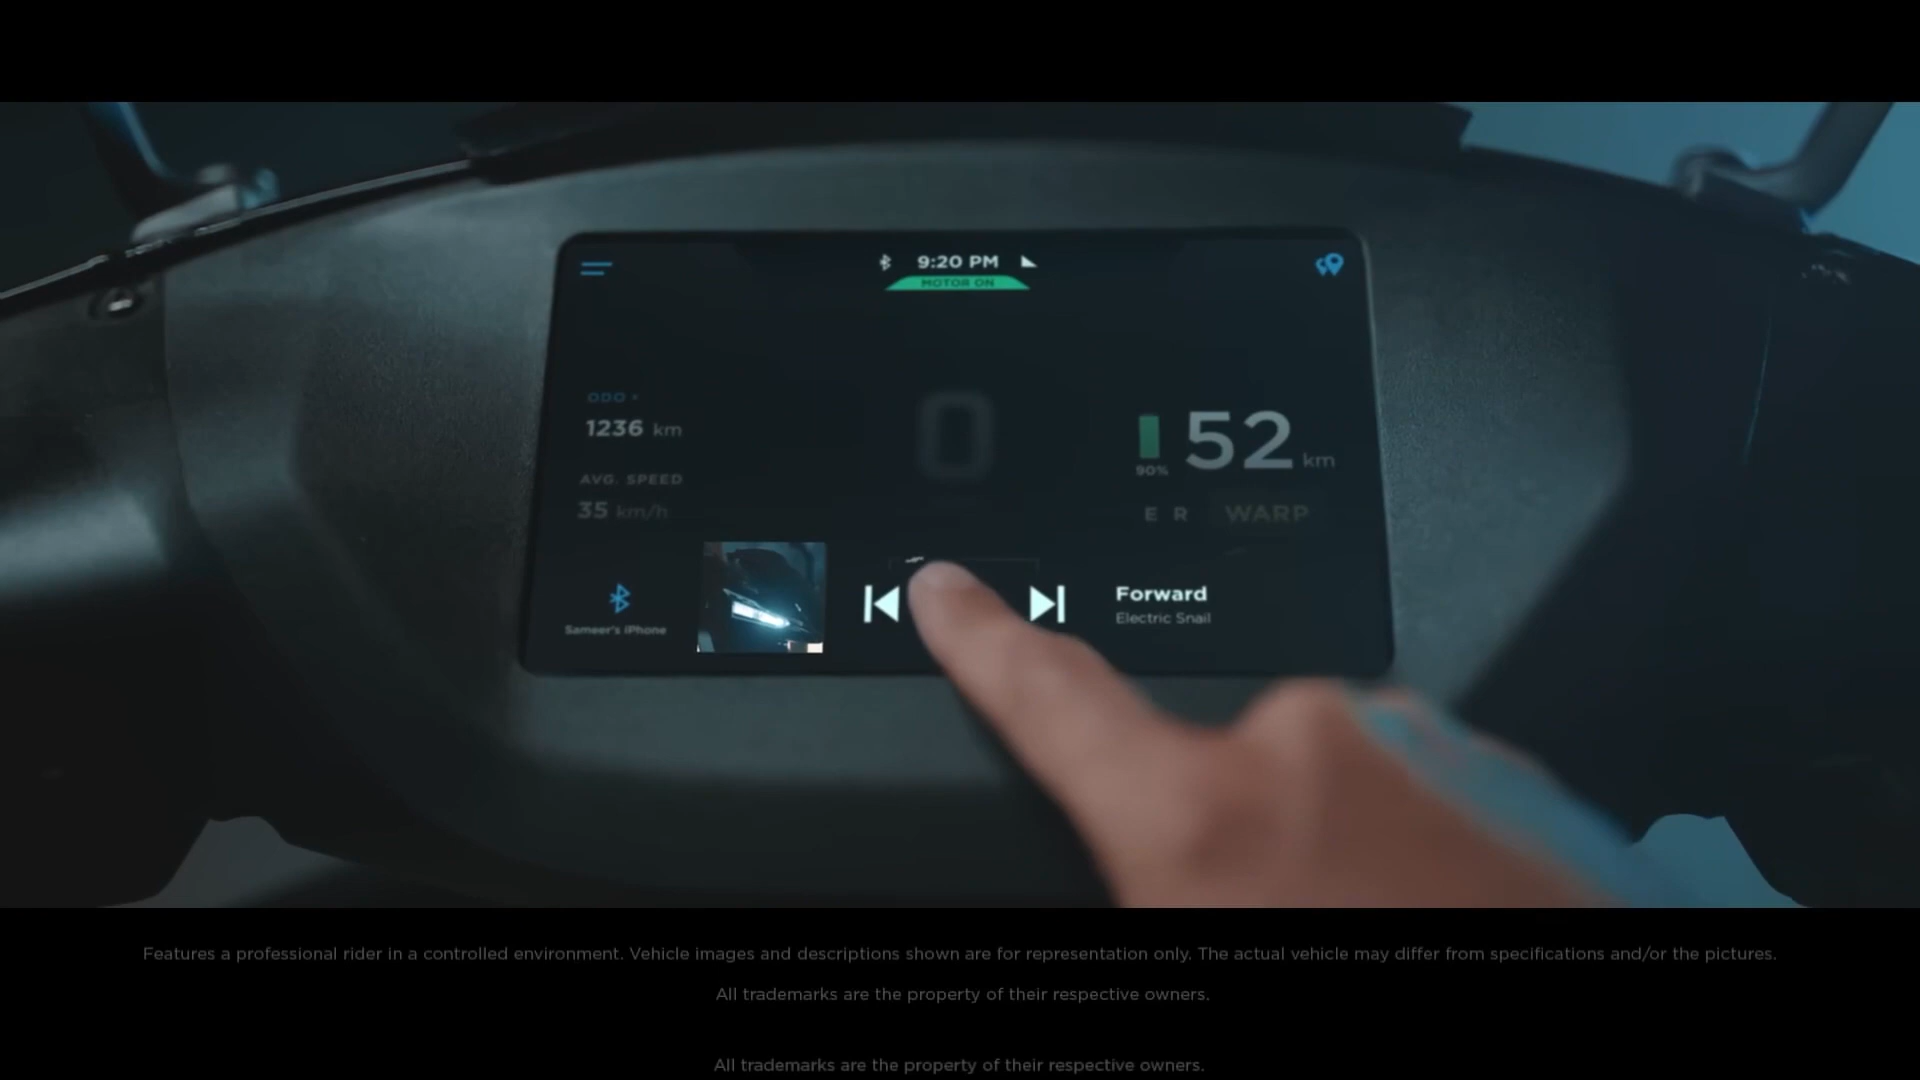 9:20 PM
MOTOR ON
ODO
1236 km
0
52 km
90%
AVG. SPEED
35 km/h
E R WARP
Sameer's iPhone
Forward
Electric Snail
Features a professional rider in a controlled environment. Vehicle images and descriptions shown are for representation only. The actual vehicle may differ from specifications and/or the pictures.
All trademarks are the property of their respective owners.
All trademarks are the property of their respective owners.